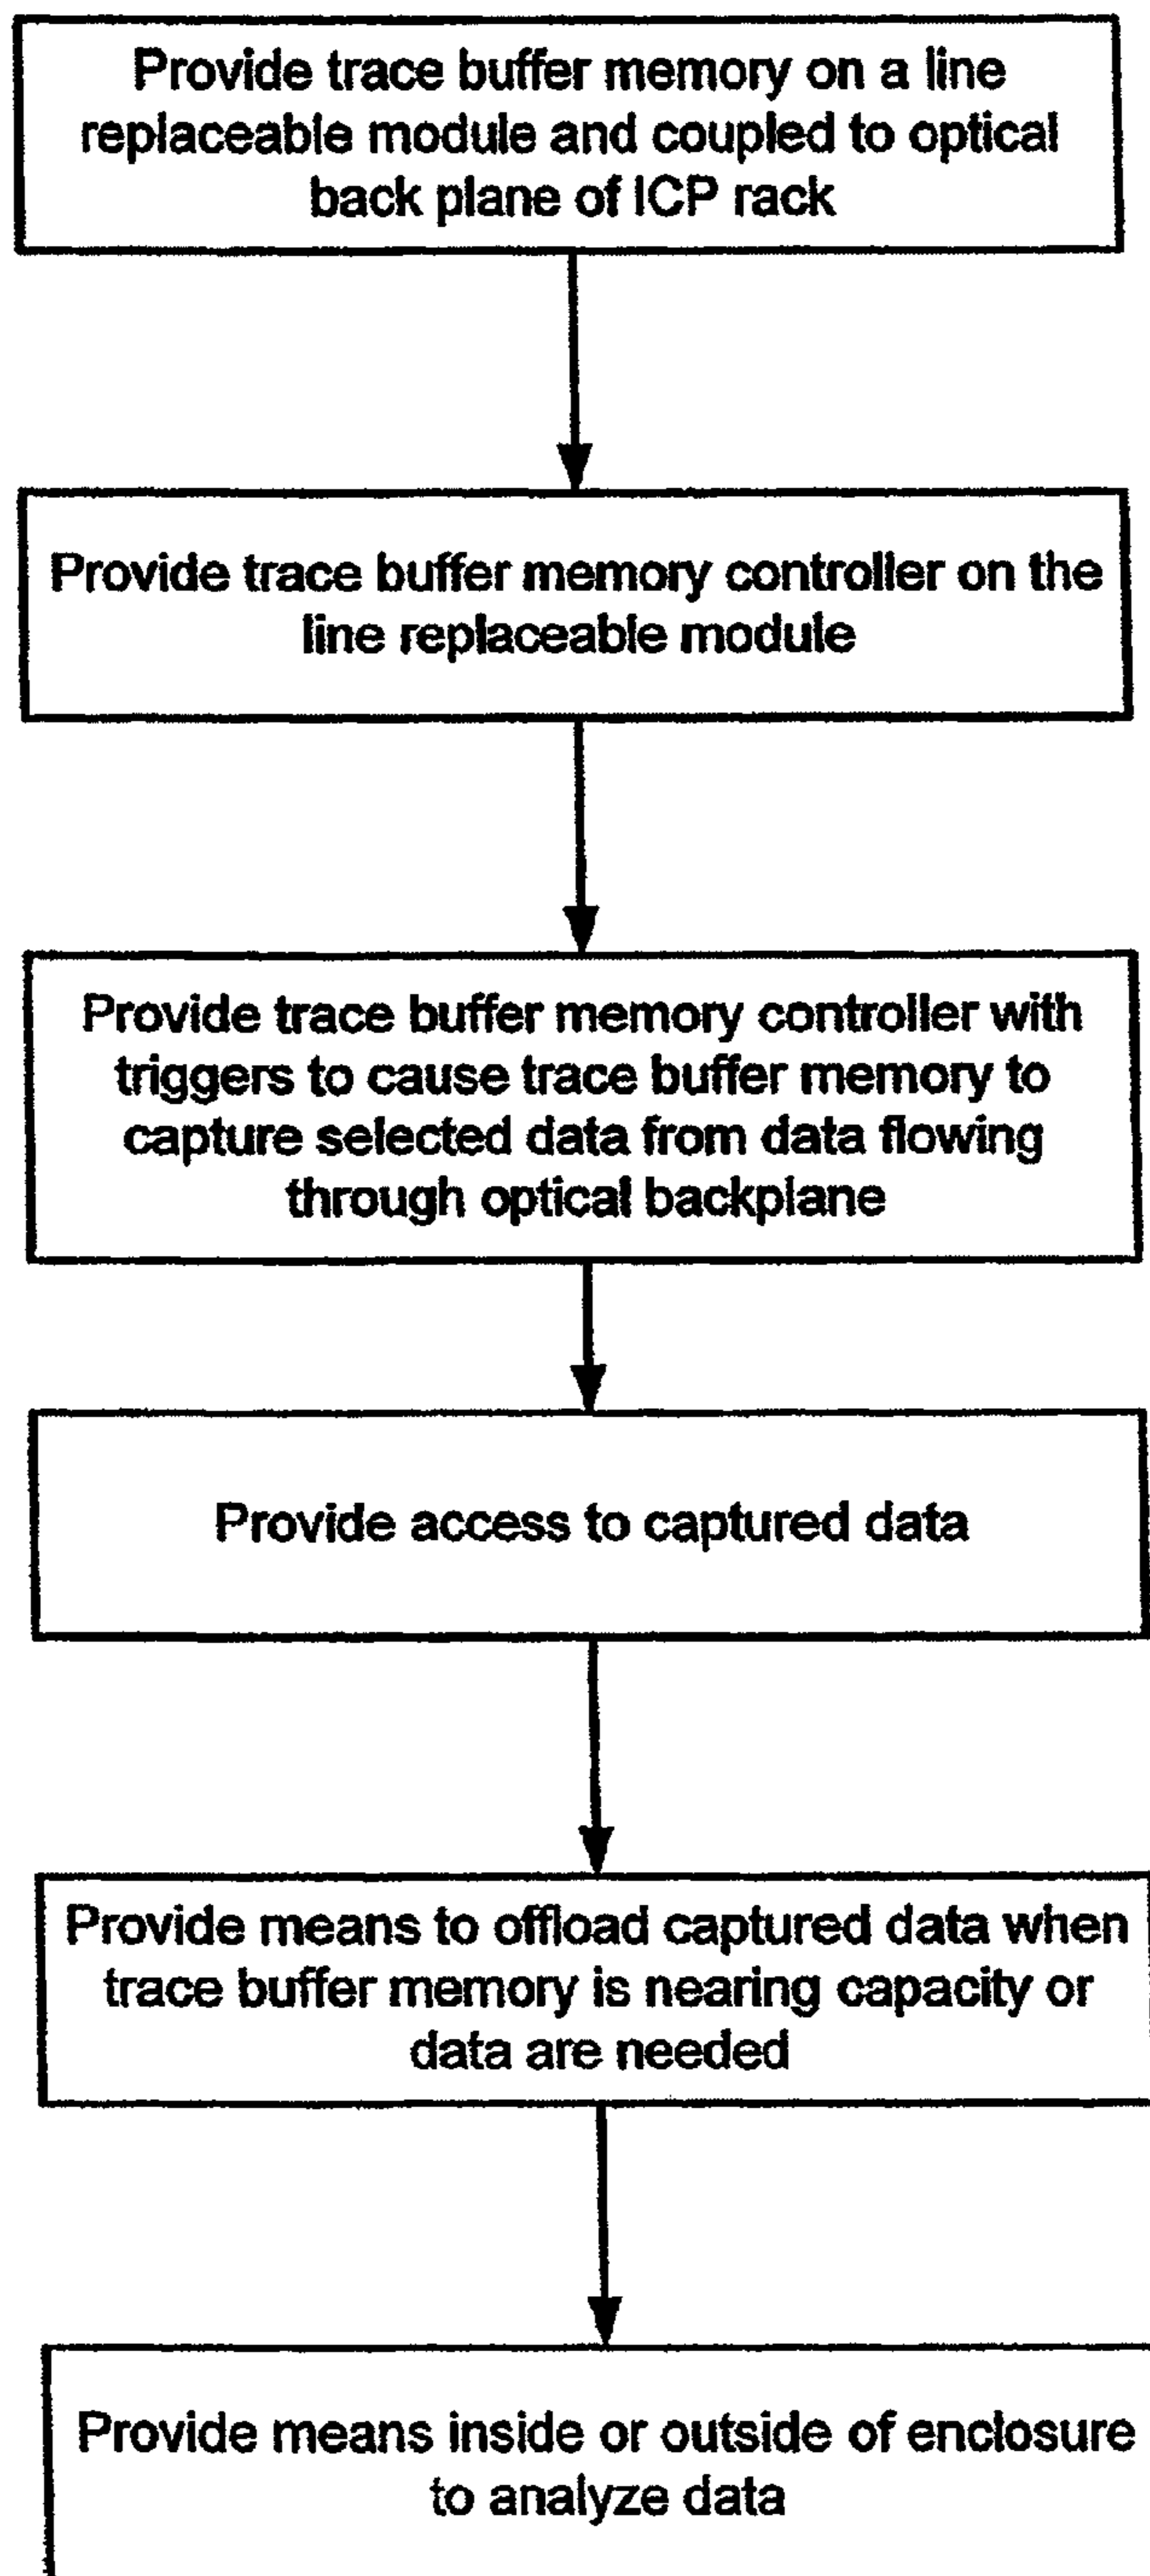 Provide trace buffer memory on a line
replaceable module and coupled to optical
back plane of ICP rack
Provide trace buffer memory controller on the
line replaceable module
Provide trace buffer memory controller with
triggers to cause trace buffer memory to
capture selected data from data flowing
through optical backplane
Provide access to captured data
Provide means to offload captured data when
trace buffer memory is nearing capacity or
data are needed
Provide means inside or outside of enclosure
to analyze data